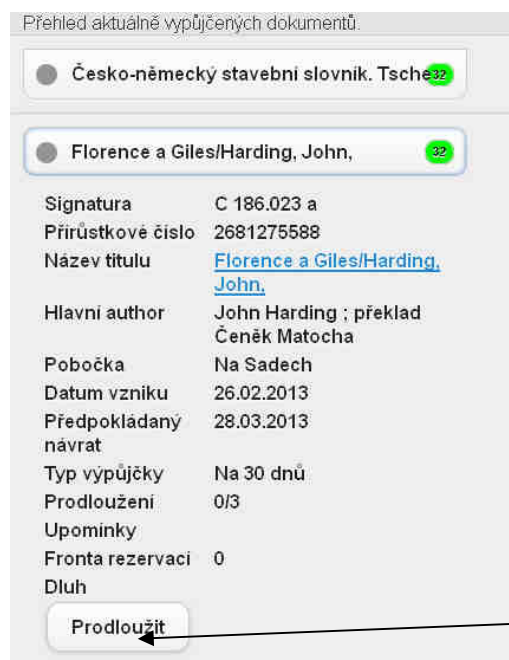 Přehled aktuálně vypůjčených dokumentů.
Česko-německý stavební slovník. Tsche 32
Florence a Giles/Harding, John, 32
Signatura C 186.023 a
Přírůstkové číslo 2681275588
Název titulu Florence a Giles/Harding,
John,
Hlavní author John Harding ; překlad
Čeněk Matocha
Pobočka Na Sadech
Datum vzniku 26.02.2013
Předpokládaný 28.03.2013
návrat
Typ výpůjčky Na 30 dnů
Prodloužení 0/3
Upomínky
Fronta rezervací 0
Dluh
Prodloužit